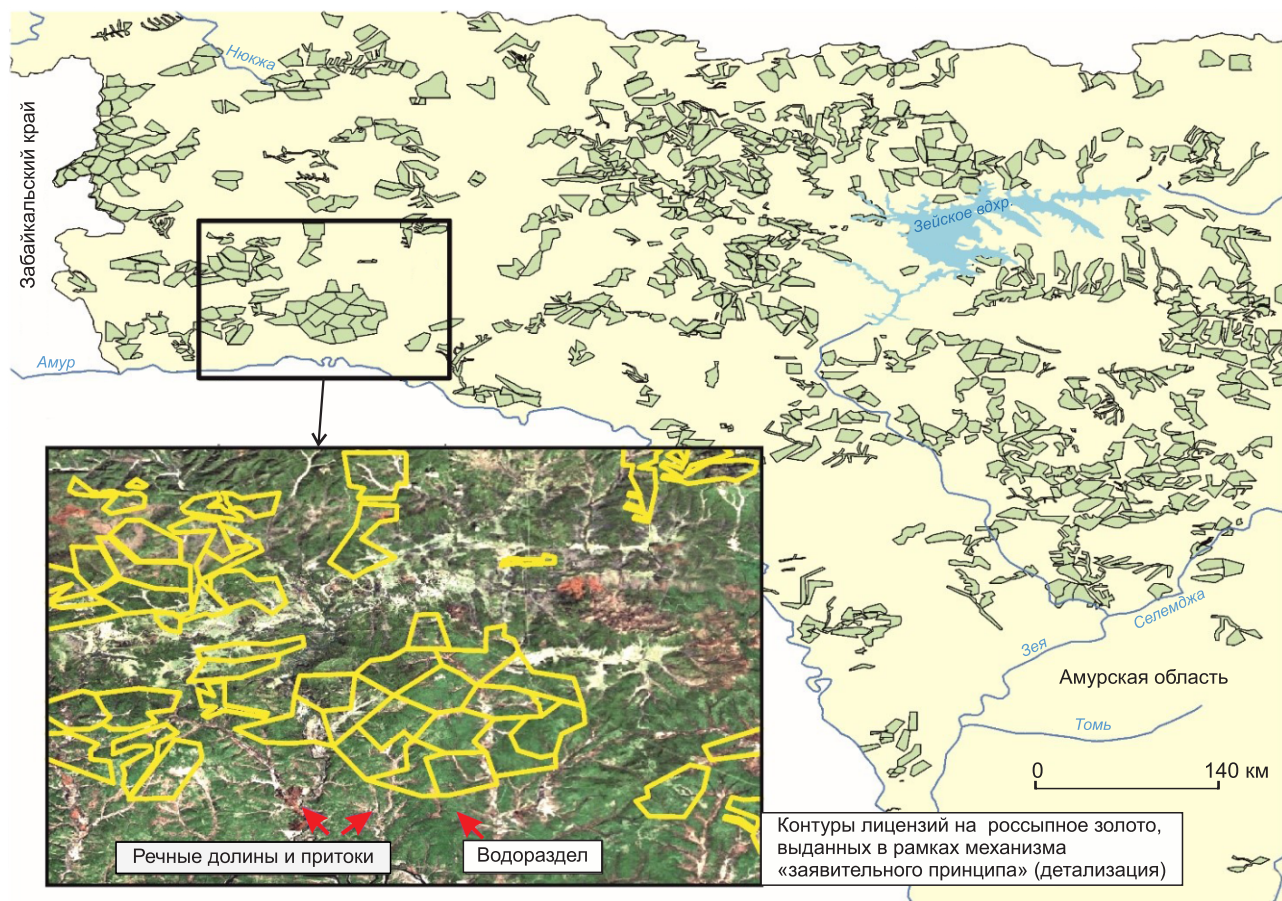 Нюкжа
Забайкальский край
Зейское вдхр.
Амур
Селемджа
Зея
Амурская область
Томь
0 140 км
Речные долины и притоки
Водораздел
Контуры лицензий на россыпное золото,
выданных в рамках механизма
«заявительного принципа» (детализация)